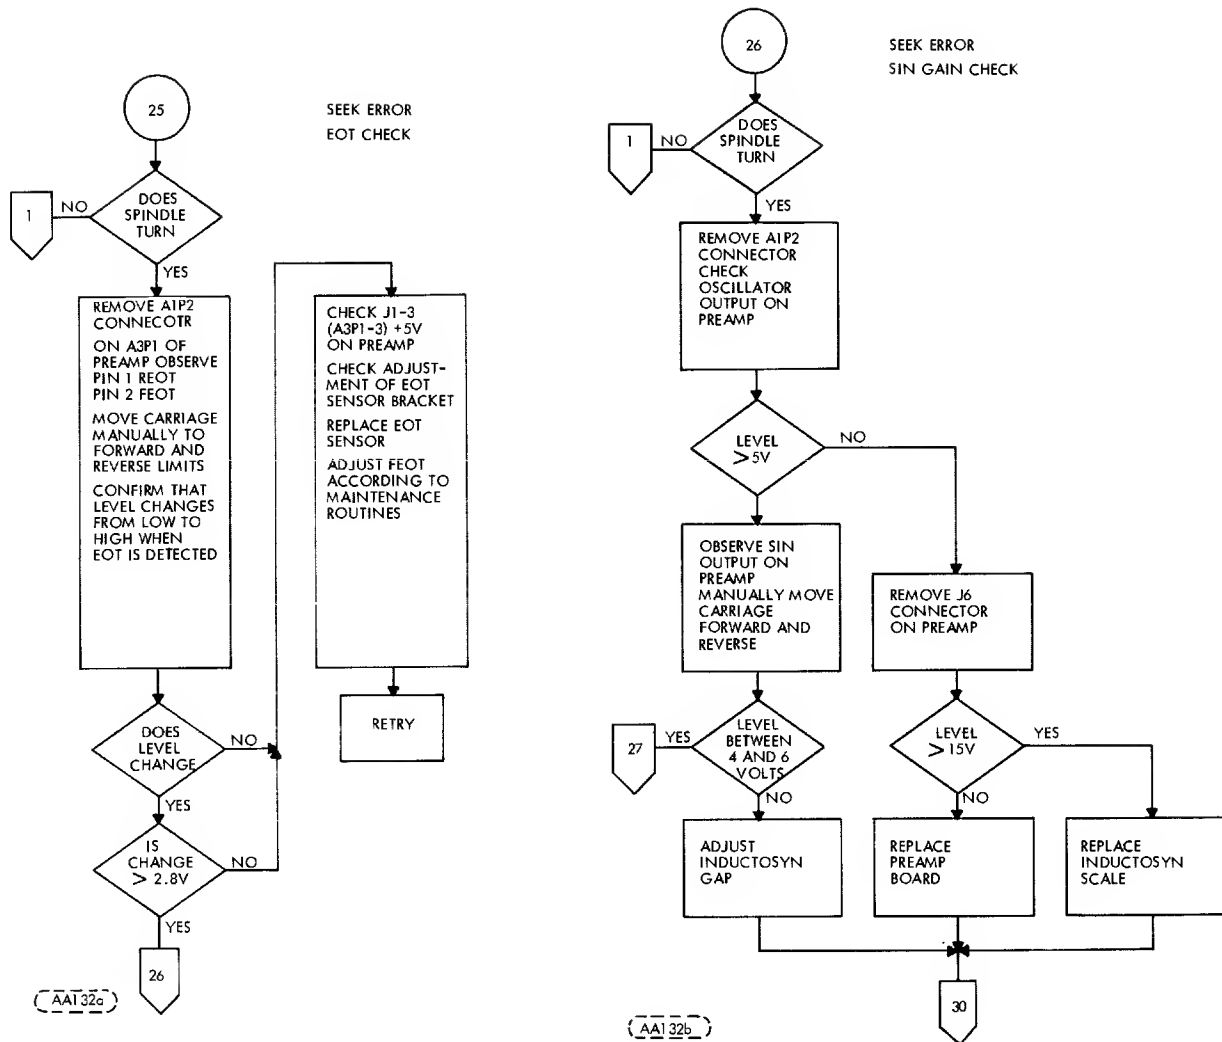 25
SEEK ERROR
EOT CHECK
DOES
SPINDLE
TURN
NO
1
YES
REMOVE A1P2
CONNECOTR
ON A3P1 OF
PREAMP OBSERVE
PIN 1 REOT
PIN 2 FEOT
MOVE CARRIAGE
MANUALLY TO
FORWARD AND
REVERSE LIMITS
CONFIRM THAT
LEVEL CHANGES
FROM LOW TO
HIGH WHEN
EOT IS DETECTED
DOES
LEVEL
CHANGE
NO
YES
IS
CHANGE
> 2.8V
NO
YES
26
CHECK J1-3
(A3P1-3) +5V
ON PREAMP
CHECK ADJUST-
MENT OF EOT
SENSOR BRACKET
REPLACE EOT
SENSOR
ADJUST FEOT
ACCORDING TO
MAINTENANCE
ROUTINES
RETRY
AA132a
26
SEEK ERROR
SIN GAIN CHECK
DOES
SPINDLE
TURN
NO
1
YES
REMOVE A1P2
CONNECTOR
CHECK
OSCILLATOR
OUTPUT ON
PREAMP
LEVEL
>5V
NO
OBSERVE SIN
OUTPUT ON
PREAMP
MANUALLY MOVE
CARRIAGE
FORWARD AND
REVERSE
REMOVE J6
CONNECTOR
ON PREAMP
LEVEL
BETWEEN
4 AND 6
VOLTS
YES
27
NO
LEVEL
> 15V
YES
NO
ADJUST
INDUCTOSYN
GAP
REPLACE
PREAMP
BOARD
REPLACE
INDUCTOSYN
SCALE
30
AA132b